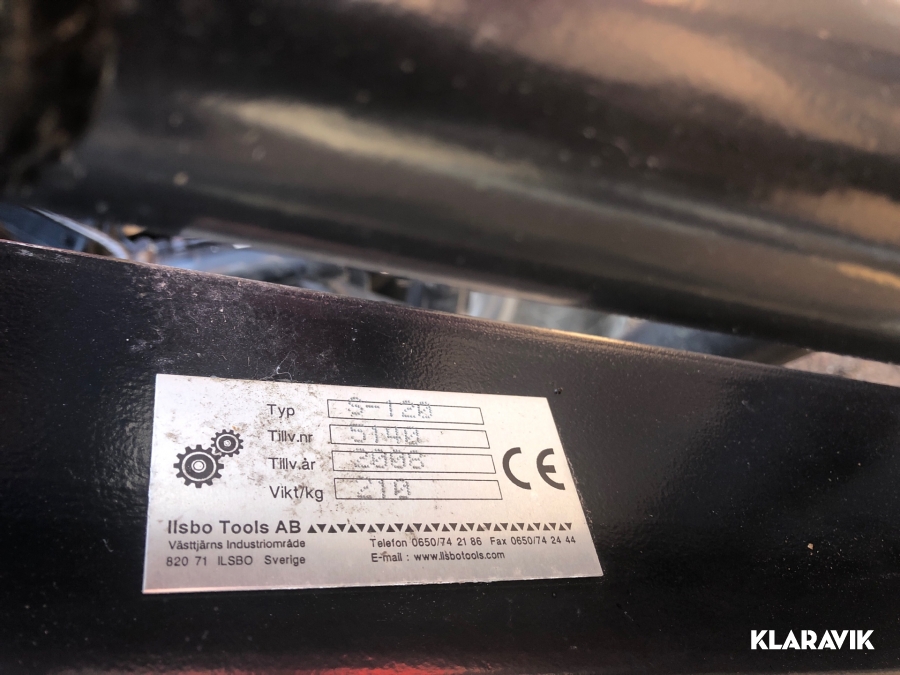 Typ S-120
Tillv.nr 5140
Tillv.år 2008
Vikt/kg 210
CE
Ilsbo Tools AB
Västtjärns Industriområde
820 71 ILSBO Sverige
Telefon 0650/74 21 86 Fax 0650/74 24 44
E-mail : www.ilsbotools.com
KLARAVIK